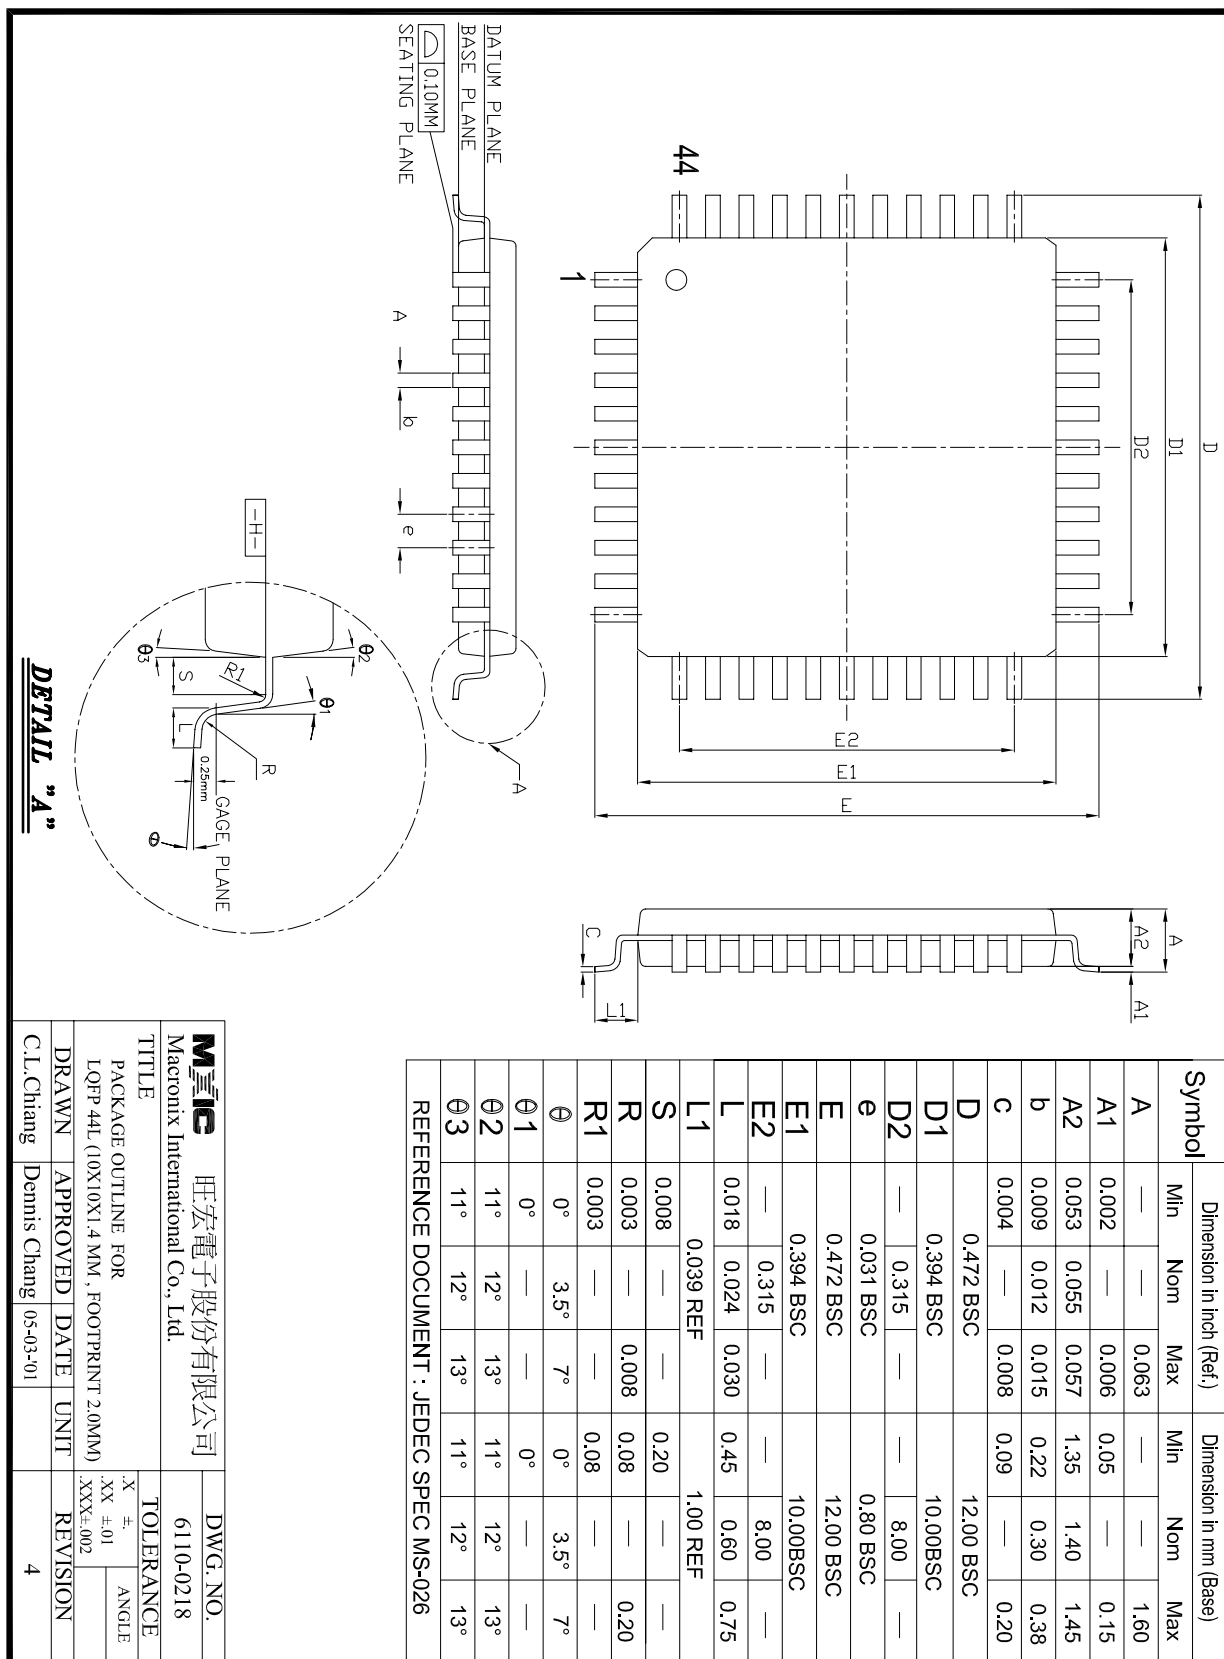 44
1
D
D1
D2
E2
E1
E
DATUM PLANE
BASE PLANE
0.10MM
SEATING PLANE
A
b
e
A
A
A2
A1
C
L1
-H-
θ2
θ3
θ1
S
R1
L
R
0.25mm
GAGE PLANE
θ
DETAIL "A"
Symbol Dimension in inch (Ref.) Dimension in mm (Base)
Min Nom Max Min Nom Max
A — — 0.063 — — 1.60
A1 0.002 — 0.006 0.05 — 0.15
A2 0.053 0.055 0.057 1.35 1.40 1.45
b 0.009 0.012 0.015 0.22 0.30 0.38
c 0.004 — 0.008 0.09 — 0.20
D 0.472 BSC 12.00 BSC
D1 0.394 BSC 10.00BSC
D2 — 0.315 — — 8.00 —
e 0.031 BSC 0.80 BSC
E 0.472 BSC 12.00 BSC
E1 0.394 BSC 10.00BSC
E2 — 0.315 — — 8.00 —
L 0.018 0.024 0.030 0.45 0.60 0.75
L1 0.039 REF 1.00 REF
S 0.008 — — 0.20 — —
R 0.003 — 0.008 0.08 — 0.20
R1 0.003 — — 0.08 — —
θ 0° 3.5° 7° 0° 3.5° 7°
θ1 0° — — 0° — —
θ2 11° 12° 13° 11° 12° 13°
θ3 11° 12° 13° 11° 12° 13°
REFERENCE DOCUMENT : JEDEC SPEC MS-026
MXIC 旺宏電子股份有限公司
Macronix International Co., Ltd.
DWG. NO.
6110-0218
TITLE
PACKAGE OUTLINE FOR
LQFP 44L (10X10X1.4 MM , FOOTPRINT 2.0MM)
TOLERANCE
.X ±.
.XX ±.01
.XXX±.002
ANGLE
DRAWN APPROVED DATE UNIT REVISION
C.L.Chiang Dennis Chang 05-03-'01 4